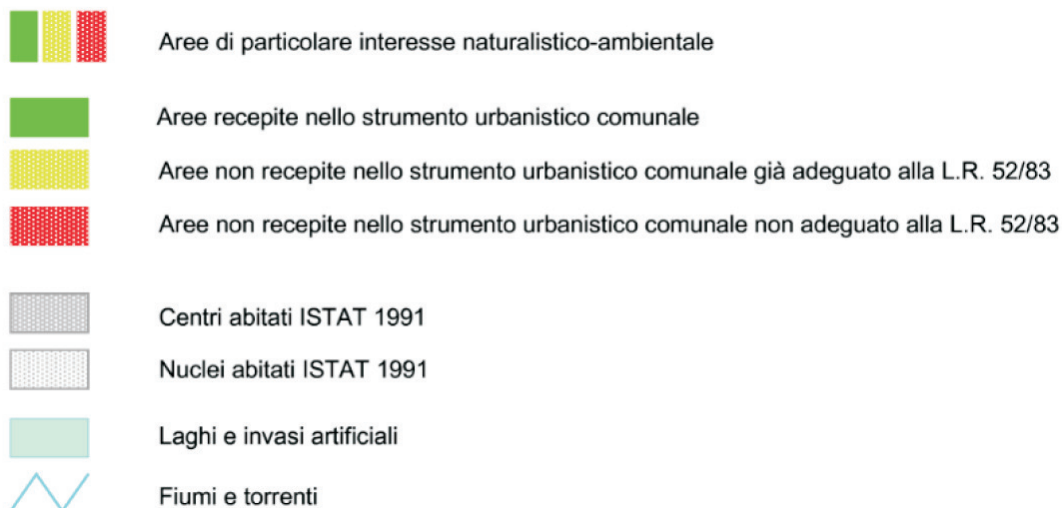 Aree di particolare interesse naturalistico-ambientale
Aree recepite nello strumento urbanistico comunale
Aree non recepite nello strumento urbanistico comunale già adeguato alla L.R. 52/83
Aree non recepite nello strumento urbanistico comunale non adeguato alla L.R. 52/83
Centri abitati ISTAT 1991
Nuclei abitati ISTAT 1991
Laghi e invasi artificiali
Fiumi e torrenti